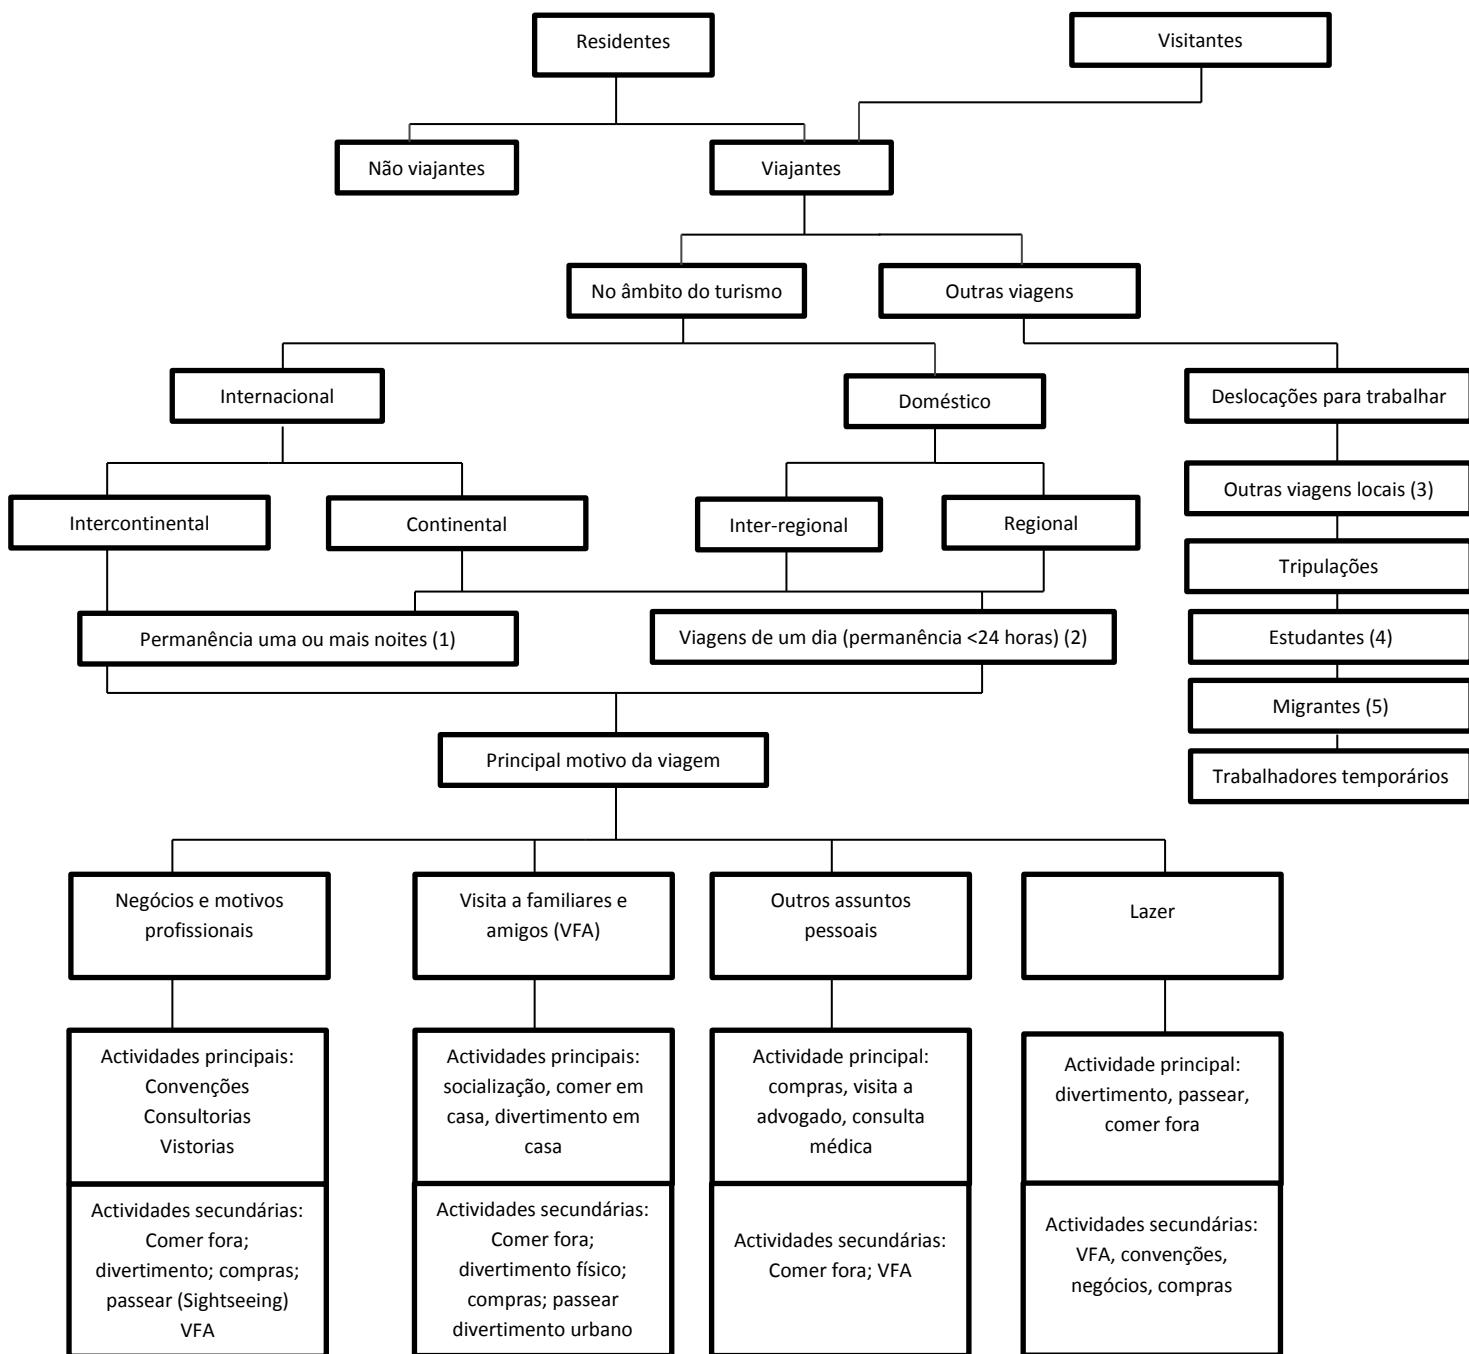 Residentes
Visitantes
Não viajantes
Viajantes
No âmbito do turismo
Outras viagens
Internacional
Doméstico
Deslocações para trabalhar
Intercontinental
Continental
Inter-regional
Regional
Outras viagens locais (3)
Tripulações
Permanência uma ou mais noites (1)
Viagens de um dia (permanência <24 horas) (2)
Estudantes (4)
Migrantes (5)
Principal motivo da viagem
Trabalhadores temporários
Negócios e motivos
profissionais
Visita a familiares e
amigos (VFA)
Outros assuntos
pessoais
Lazer
Actividades principais:
Convenções
Consultorias
Vistorias
Actividades principais:
socialização, comer em
casa, divertimento em
casa
Actividade principal:
compras, visita a
advogado, consulta
médica
Actividade principal:
divertimento, passear,
comer fora
Actividades secundárias:
Comer fora;
divertimento; compras;
passear (Sightseeing)
VFA
Actividades secundárias:
Comer fora;
divertimento físico;
compras; passear
divertimento urbano
Actividades secundárias:
Comer fora; VFA
Actividades secundárias:
VFA, convenções,
negócios, compras